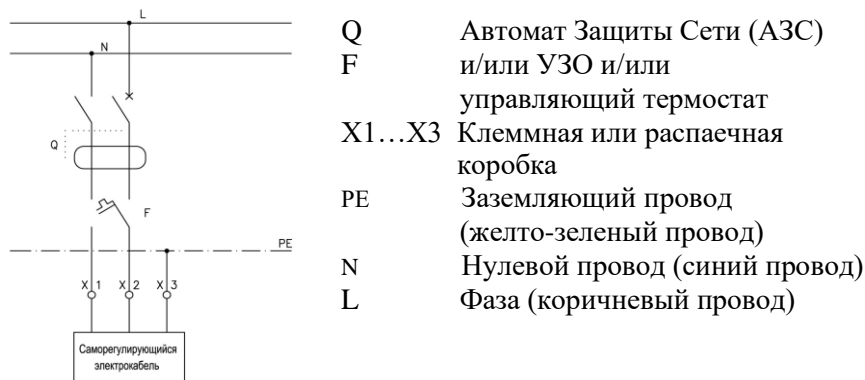 L
N
Q
F
PE
X 1 X 2 X 3
Саморегулирующийся
электрокабель
Q Автомат Защиты Сети (АЗС)
F и/или УЗО и/или
управляющий термостат
X1…X3 Клеммная или распаечная
коробка
PE Заземляющий провод
(желто-зеленый провод)
N Нулевой провод (синий провод)
L Фаза (коричневый провод)